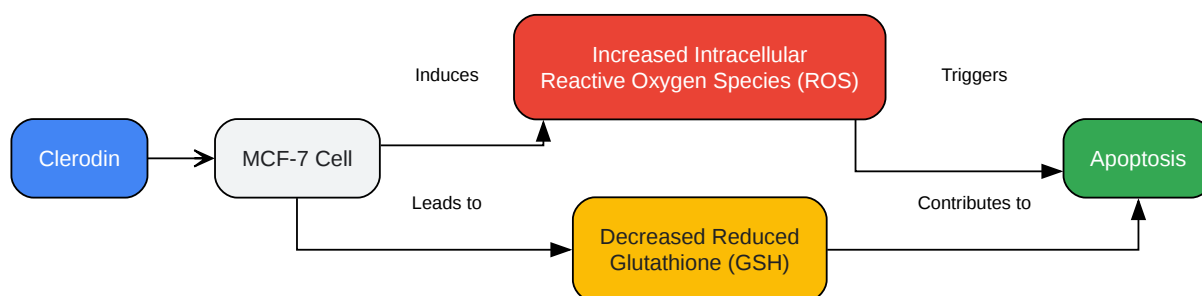 Increased Intracellular
Reactive Oxygen Species (ROS)
Induces
Triggers
Clerodin
MCF-7 Cell
Apoptosis
Leads to
Contributes to
Decreased Reduced
Glutathione (GSH)